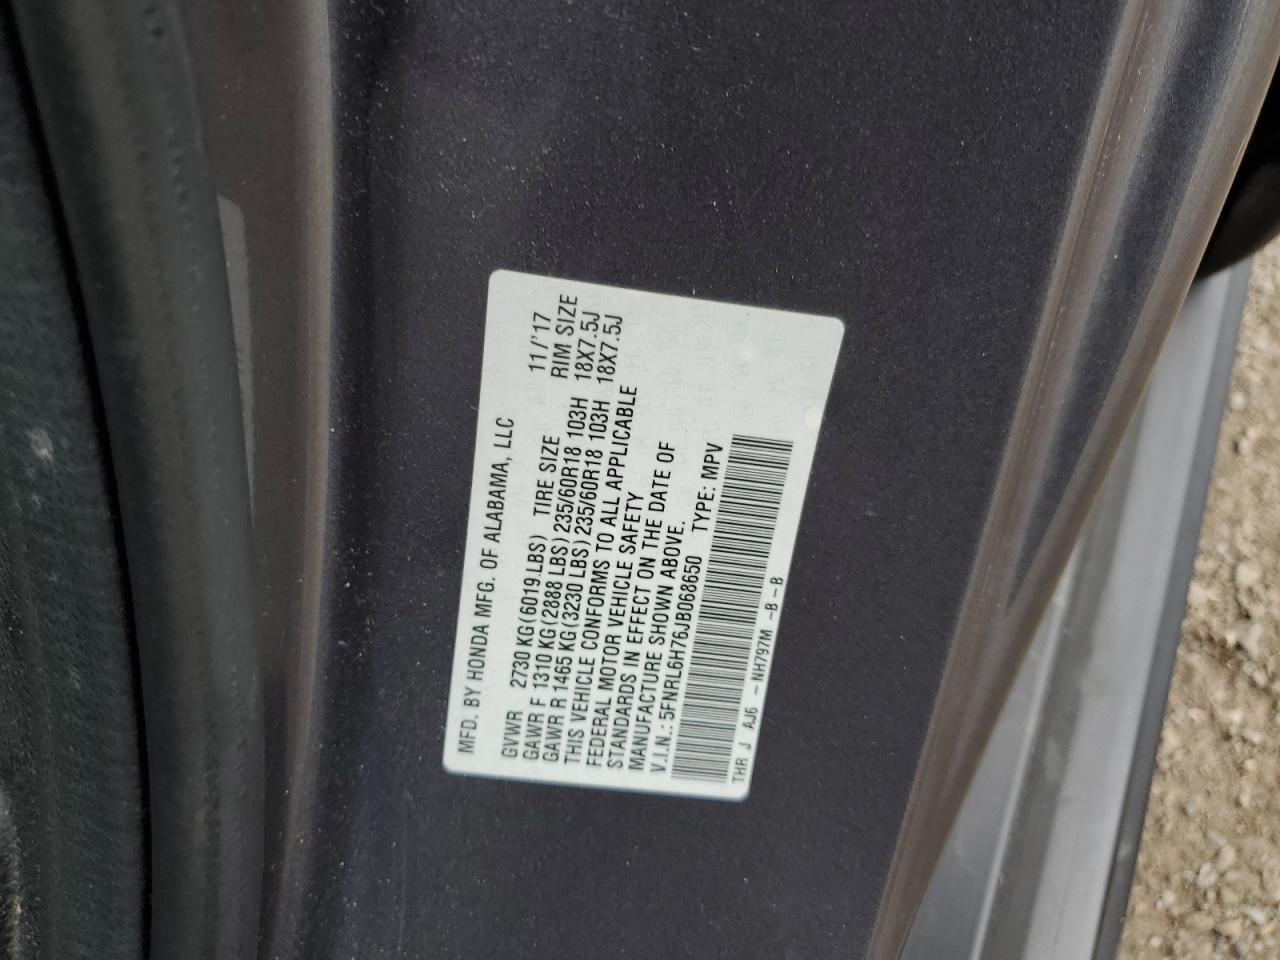 MFD. BY HONDA MFG. OF ALABAMA, LLC
11/'17
GVWR 2730 KG(6019.LBS) TIRE SIZE RIM SIZE
GAWR F 1310 KG(2888 LBS) 235/60R18 103H 18X7.5J
GAWR R 1465 KG(3230 LBS) 235/60R18 103H 18X7.5J
THIS VEHICLE CONFORMS TO ALL APPLICABLE
FEDERAL MOTOR VEHICLE SAFETY
STANDARDS IN EFFECT ON THE DATE OF
MANUFACTURE SHOWN ABOVE.
V.I.N.: 5FNRL6H76JB068650 TYPE: MPV
THR J AJ6 - NH797M -B-B